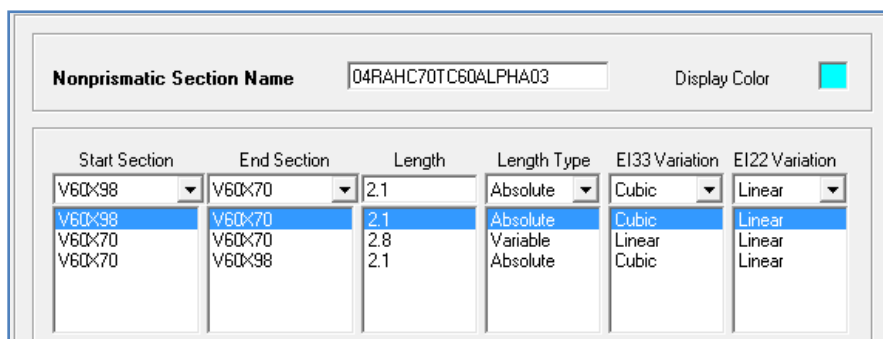 Nonprismatic Section Name 04RAHC70TC60ALPHA03 Display Color
Start Section End Section Length Length Type EI33 Variation EI22 Variation
V60X98 V60X70 2.1 Absolute Cubic Linear
V60X98 V60X70 2.1 Absolute Cubic Linear
V60X70 V60X70 2.8 Variable Linear Linear
V60X70 V60X98 2.1 Absolute Cubic Linear